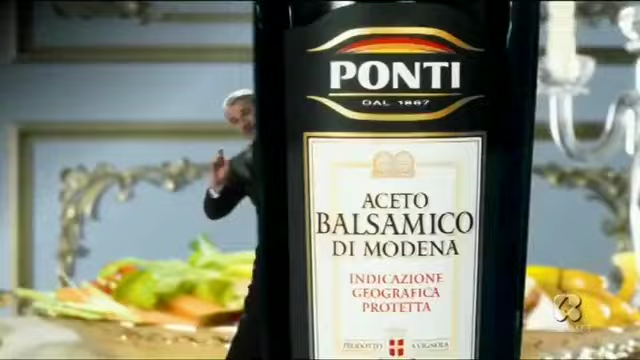 PONTI
DAL 1867
ACETO
BALSAMICO
DI MODENA
INDICAZIONE
GEOGRAFICA
PROTETTA
PRODOTTO A VIGNOLA